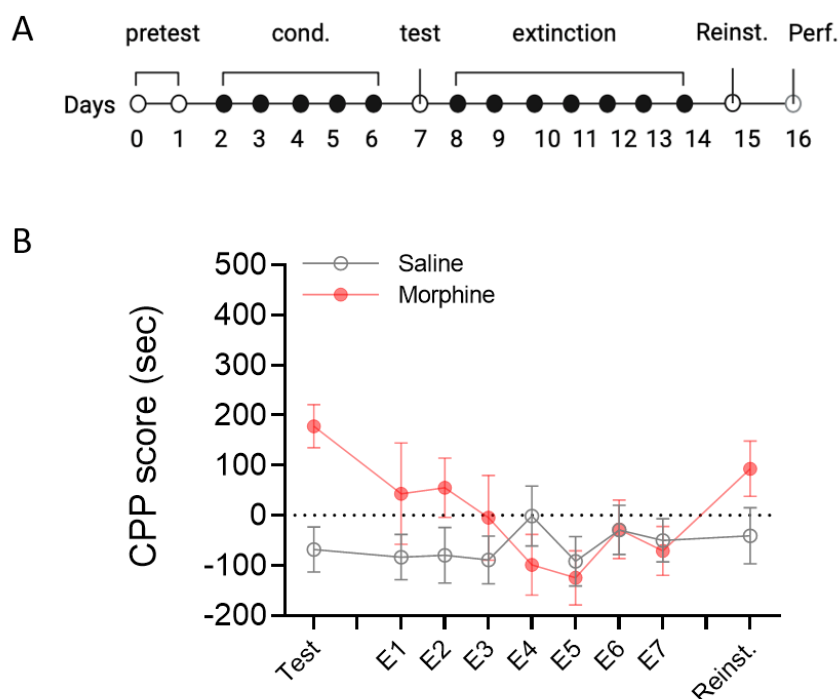 A
pretest cond. test extinction Reinst. Perf.
Days
0 1 2 3 4 5 6 7 8 9 10 11 12 13 14 15 16
B
Saline
Morphine
CPP score (sec)
500
400
300
200
100
0
-100
-200
Test E1 E2 E3 E4 E5 E6 E7 Reinst.